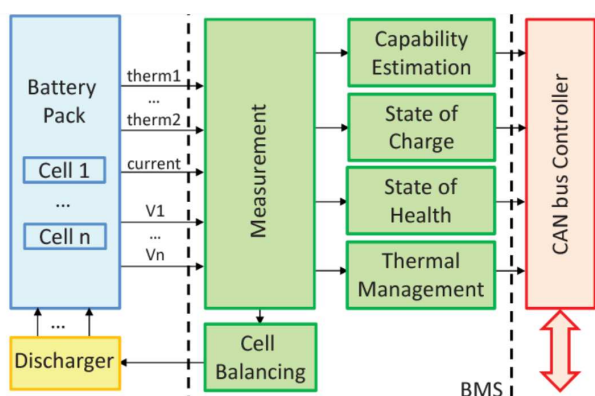 Battery
Pack
Cell 1
...
Cell n
therm1
...
therm2
current
V1
...
Vn
Measurement
Capability
Estimation
State of
Charge
State of
Health
Thermal
Management
CAN bus Controller
...
Discharger
Cell
Balancing
BMS